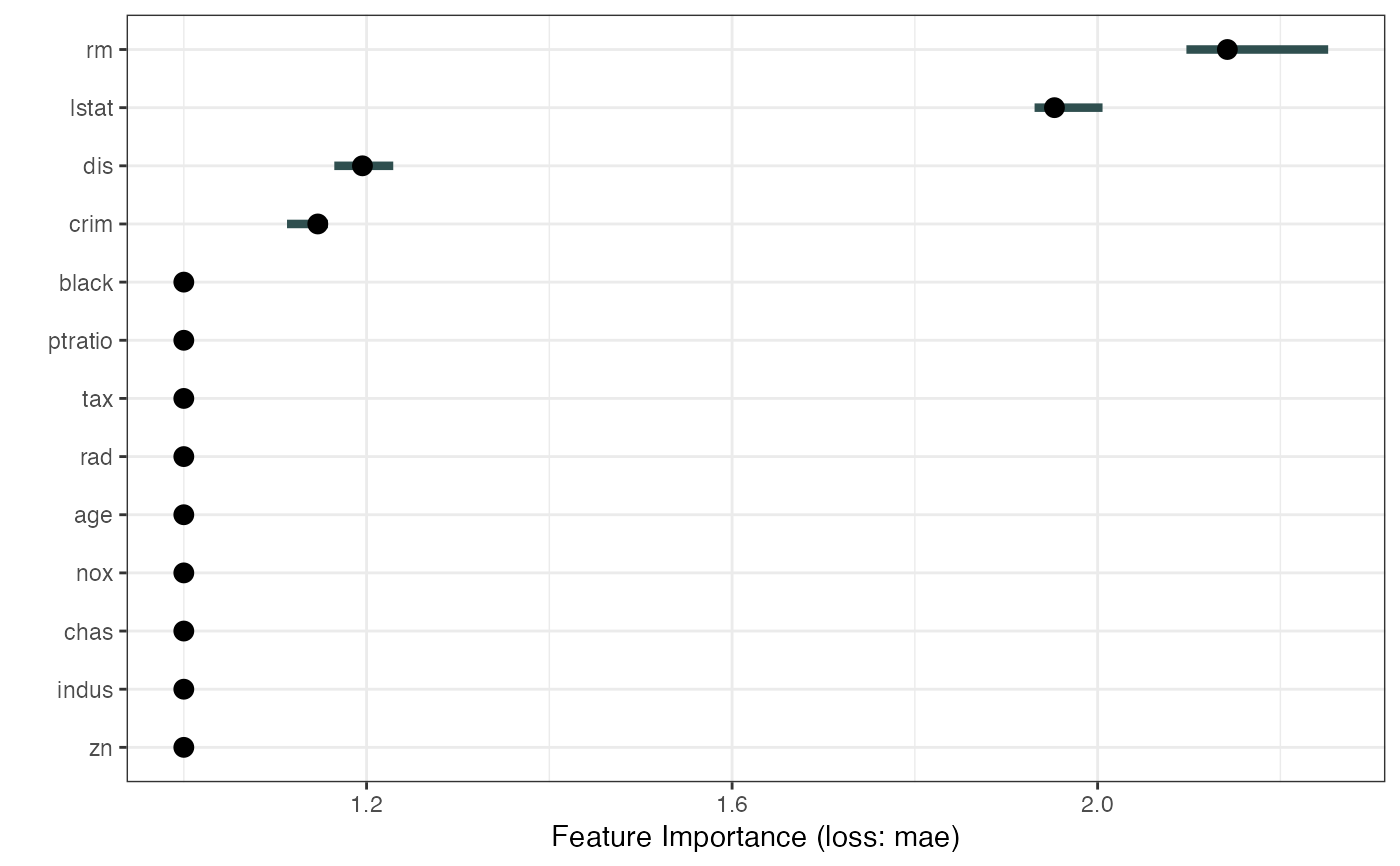 rm
lstat
dis
crim
black
ptratio
tax
rad
age
nox
chas
indus
zn
1.2 1.6 2.0
Feature Importance (loss: mae)